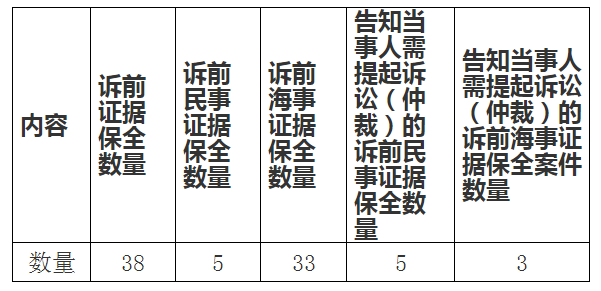 内容
诉前
证据
保全
数量
诉前
民事
证据
保全
数量
诉前
海事
证据
保全
数量
告知当
事人需
提起诉
讼（仲
裁）的
诉前民
事证据
保全数
量
告知当事人
需提起诉讼
（仲裁）的
诉前海事证
据保全案件
数量
数量 38 5 33 5 3